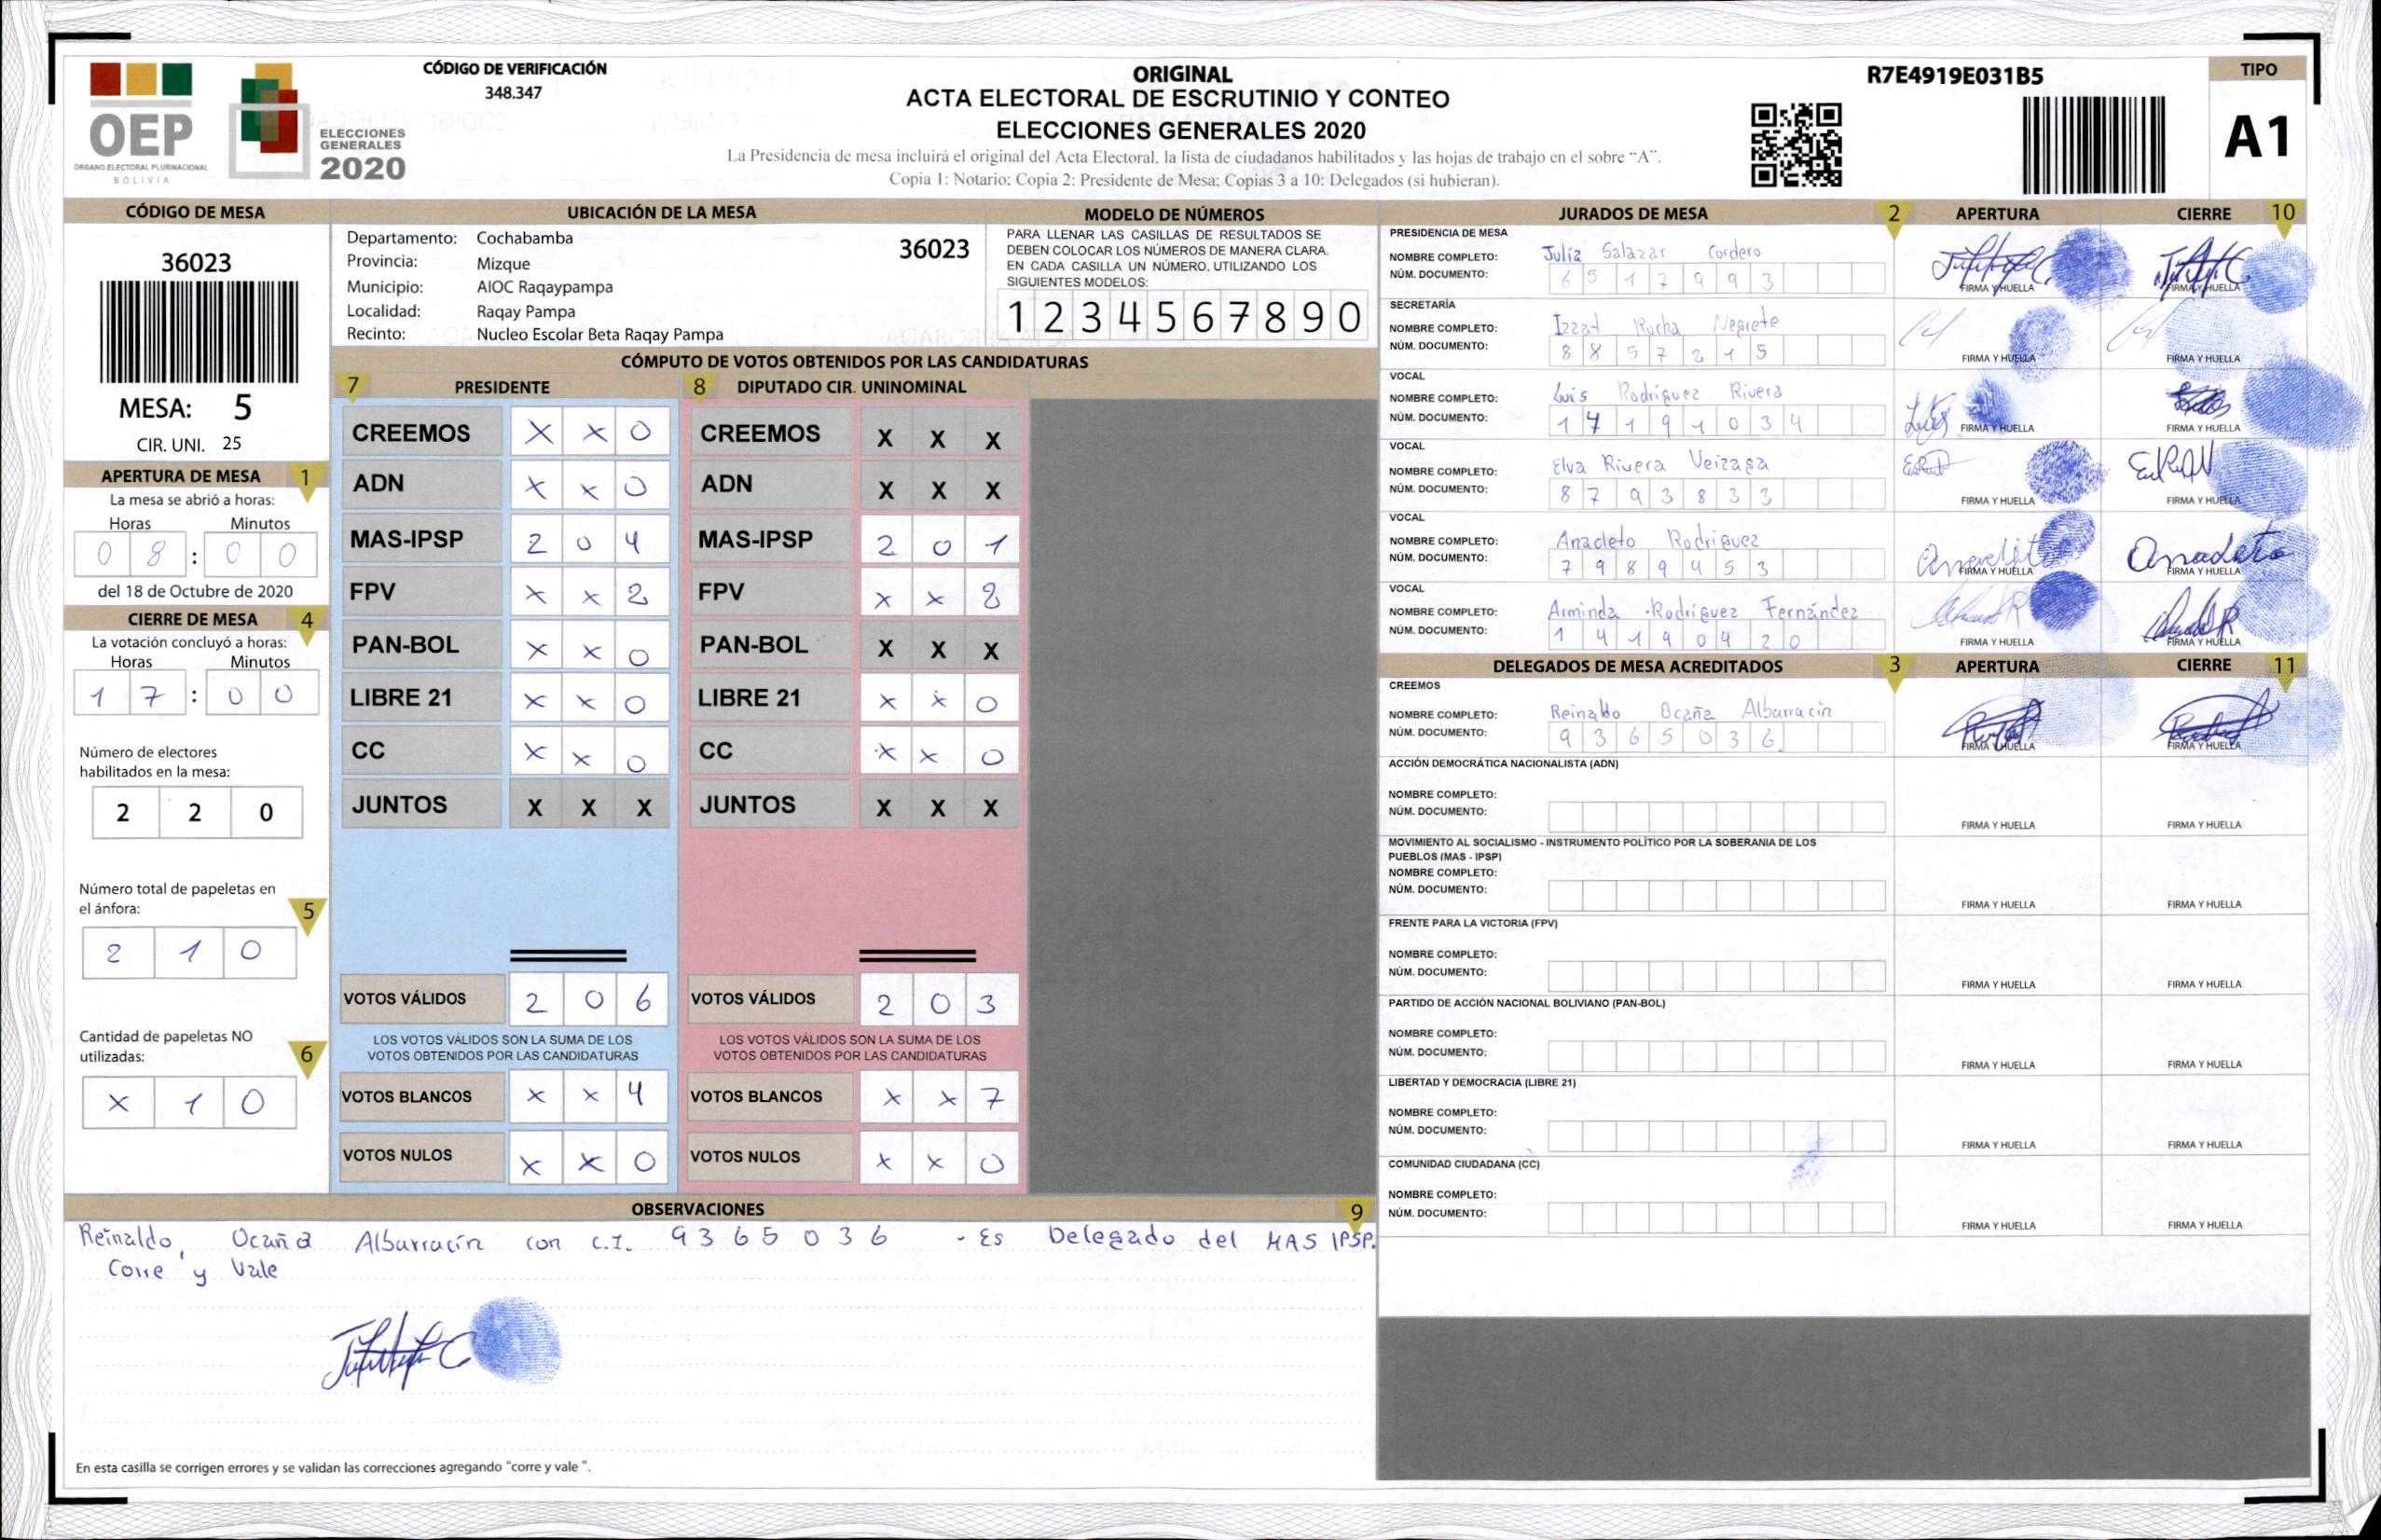 OEP
ÓRGANO ELECTORAL PLURINACIONAL
BOLIVIA
ELECCIONES
GENERALES
2020
CÓDIGO DE VERIFICACIÓN
348.347
ORIGINAL
ACTA ELECTORAL DE ESCRUTINIO Y CONTEO
ELECCIONES GENERALES 2020
La Presidencia de mesa incluirá el original del Acta Electoral, la lista de ciudadanos habilitados y las hojas de trabajo en el sobre "A".
Copia 1: Notario; Copia 2: Presidente de Mesa; Copias 3 a 10: Delegados (si hubieran).
R7E4919E031B5
TIPO
A1
CÓDIGO DE MESA
36023
MESA: 5
CIR. UNI. 25
APERTURA DE MESA 1
La mesa se abrió a horas:
Horas Minutos
0 8 : 0 0
del 18 de Octubre de 2020
CIERRE DE MESA 4
La votación concluyó a horas:
Horas Minutos
1 7 : 0 0
Número de electores
habilitados en la mesa:
2 2 0
Número total de papeletas en
el ánfora: 5
2 1 0
Cantidad de papeletas NO
utilizadas: 6
X 1 0
UBICACIÓN DE LA MESA
Departamento: Cochabamba 36023
Provincia: Mizque
Municipio: AIOC Raqaypampa
Localidad: Raqay Pampa
Recinto: Nucleo Escolar Beta Raqay Pampa
MODELO DE NÚMEROS
PARA LLENAR LAS CASILLAS DE RESULTADOS SE
DEBEN COLOCAR LOS NÚMEROS DE MANERA CLARA.
EN CADA CASILLA UN NÚMERO, UTILIZANDO LOS
SIGUIENTES MODELOS:
1 2 3 4 5 6 7 8 9 0
CÓMPUTO DE VOTOS OBTENIDOS POR LAS CANDIDATURAS
7 PRESIDENTE
CREEMOS X X 0
ADN X X 0
MAS-IPSP 2 0 4
FPV X X 2
PAN-BOL X X 0
LIBRE 21 X X 0
CC X X 0
JUNTOS X X X
VOTOS VÁLIDOS 2 0 6
LOS VOTOS VÁLIDOS SON LA SUMA DE LOS
VOTOS OBTENIDOS POR LAS CANDIDATURAS
VOTOS BLANCOS X X 4
VOTOS NULOS X X 0
8 DIPUTADO CIR. UNINOMINAL
CREEMOS X X X
ADN X X X
MAS-IPSP 2 0 1
FPV X X 2
PAN-BOL X X X
LIBRE 21 X X 0
CC X X 0
JUNTOS X X X
VOTOS VÁLIDOS 2 0 3
LOS VOTOS VÁLIDOS SON LA SUMA DE LOS
VOTOS OBTENIDOS POR LAS CANDIDATURAS
VOTOS BLANCOS X X 7
VOTOS NULOS X X 0
JURADOS DE MESA 2 APERTURA CIERRE 10
PRESIDENCIA DE MESA
NOMBRE COMPLETO: Julia Salazar Cordero
NÚM. DOCUMENTO: 6 5 1 7 9 9 3
FIRMA Y HUELLA FIRMA Y HUELLA
SECRETARÍA
NOMBRE COMPLETO: Izzat Rocha Negrete
NÚM. DOCUMENTO: 8 8 5 7 2 1 5
FIRMA Y HUELLA FIRMA Y HUELLA
VOCAL
NOMBRE COMPLETO: Luis Rodríguez Rivera
NÚM. DOCUMENTO: 1 4 1 9 1 0 3 4
FIRMA Y HUELLA FIRMA Y HUELLA
VOCAL
NOMBRE COMPLETO: Elva Rivera Veizaga
NÚM. DOCUMENTO: 8 7 9 3 8 3 3
FIRMA Y HUELLA FIRMA Y HUELLA
VOCAL
NOMBRE COMPLETO: Anacleto Rodríguez
NÚM. DOCUMENTO: 7 9 8 9 4 5 3
FIRMA Y HUELLA FIRMA Y HUELLA
VOCAL
NOMBRE COMPLETO: Arminda Rodríguez Fernández
NÚM. DOCUMENTO: 1 4 1 9 0 4 2 0
FIRMA Y HUELLA FIRMA Y HUELLA
DELEGADOS DE MESA ACREDITADOS 3 APERTURA CIERRE 11
CREEMOS
NOMBRE COMPLETO: Reinaldo Ocaña Albarracin
NÚM. DOCUMENTO: 9 3 6 5 0 3 6
FIRMA Y HUELLA FIRMA Y HUELLA
ACCIÓN DEMOCRÁTICA NACIONALISTA (ADN)
NOMBRE COMPLETO:
NÚM. DOCUMENTO:
FIRMA Y HUELLA FIRMA Y HUELLA
MOVIMIENTO AL SOCIALISMO - INSTRUMENTO POLÍTICO POR LA SOBERANIA DE LOS
PUEBLOS (MAS - IPSP)
NOMBRE COMPLETO:
NÚM. DOCUMENTO:
FIRMA Y HUELLA FIRMA Y HUELLA
FRENTE PARA LA VICTORIA (FPV)
NOMBRE COMPLETO:
NÚM. DOCUMENTO:
FIRMA Y HUELLA FIRMA Y HUELLA
PARTIDO DE ACCIÓN NACIONAL BOLIVIANO (PAN-BOL)
NOMBRE COMPLETO:
NÚM. DOCUMENTO:
FIRMA Y HUELLA FIRMA Y HUELLA
LIBERTAD Y DEMOCRACIA (LIBRE 21)
NOMBRE COMPLETO:
NÚM. DOCUMENTO:
FIRMA Y HUELLA FIRMA Y HUELLA
COMUNIDAD CIUDADANA (CC)
NOMBRE COMPLETO:
NÚM. DOCUMENTO:
FIRMA Y HUELLA FIRMA Y HUELLA
OBSERVACIONES 9
Reinaldo, Ocaña Albarracín con C.I. 9 3 6 5 0 3 6 - Es Delegado del MAS IPSP.
Corre y Vale
En esta casilla se corrigen errores y se validan las correcciones agregando "corre y vale ".